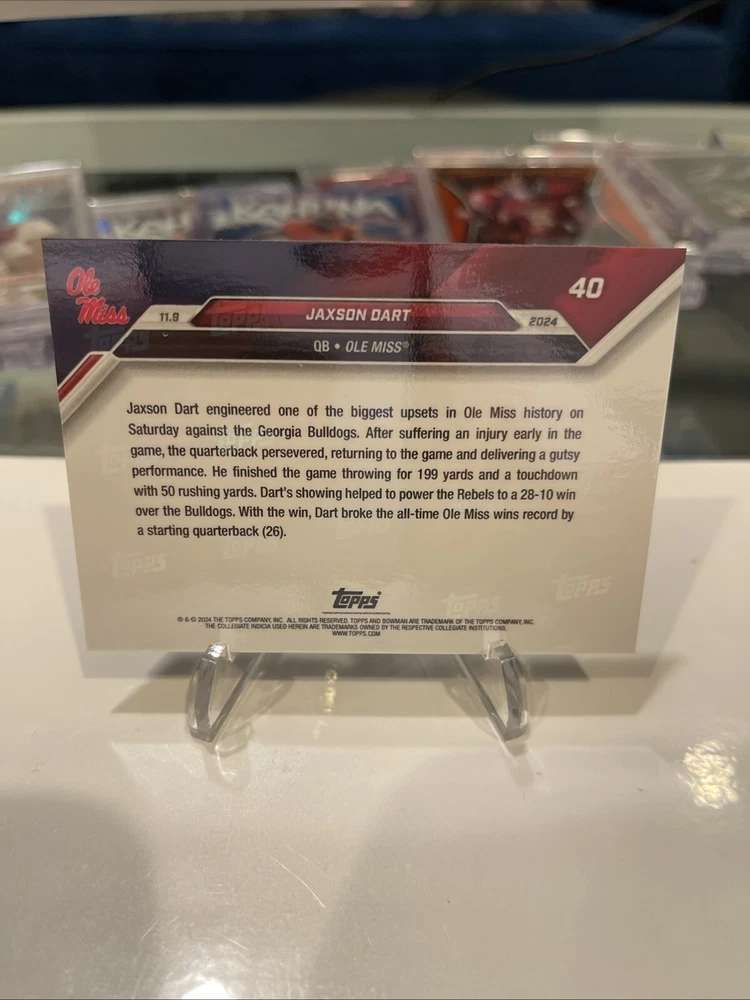 Ole
Miss
40
11.9
JAXSON DART
2024
QB • OLE MISS®
Jaxson Dart engineered one of the biggest upsets in Ole Miss history on
Saturday against the Georgia Bulldogs. After suffering an injury early in the
game, the quarterback persevered, returning to the game and delivering a gutsy
performance. He finished the game throwing for 199 yards and a touchdown
with 50 rushing yards. Dart's showing helped to power the Rebels to a 28-10 win
over the Bulldogs. With the win, Dart broke the all-time Ole Miss wins record by
a starting quarterback (26).
Topps
® & © 2024 THE TOPPS COMPANY, INC. ALL RIGHTS RESERVED. TOPPS AND BOWMAN ARE TRADEMARK OF THE TOPPS COMPANY, INC.
THE COLLEGIATE INDICIA USED HEREIN ARE TRADEMARKS OWNED BY THE RESPECTIVE COLLEGIATE INSTITUTIONS.
WWW.TOPPS.COM